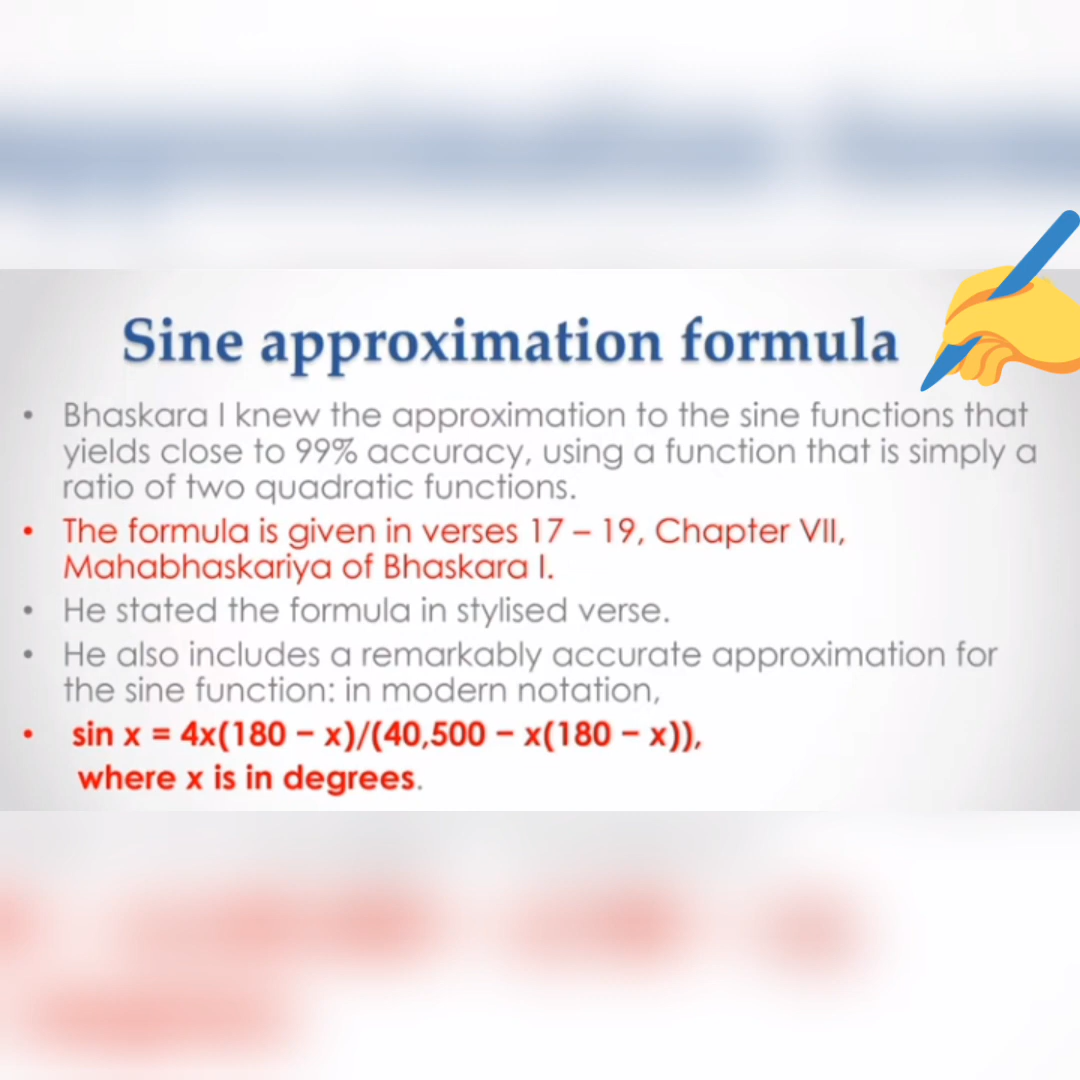 Sine approximation formula
• Bhaskara I knew the approximation to the sine functions that
yields close to 99% accuracy, using a function that is simply a
ratio of two quadratic functions.
• The formula is given in verses 17 – 19, Chapter VII,
Mahabhaskariya of Bhaskara I.
• He stated the formula in stylised verse.
• He also includes a remarkably accurate approximation for
the sine function: in modern notation,
• sin x = 4x(180 – x)/(40,500 – x(180 – x)),
where x is in degrees.